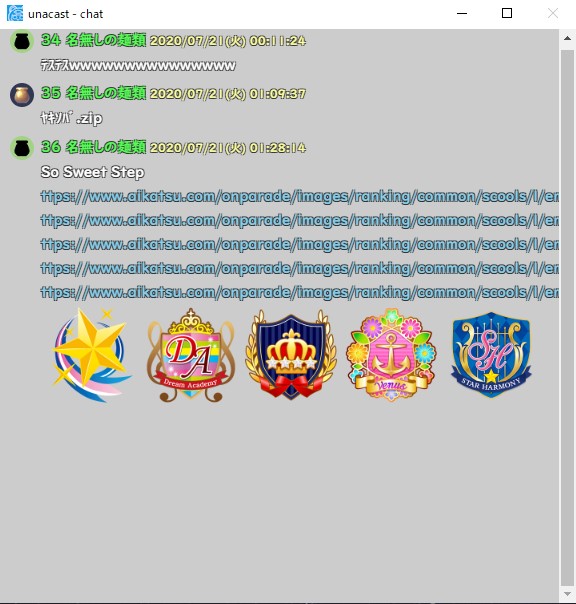 unacast - chat
34 名無しの麺類 2020/07/21(火) 00:11:24
ﾃｽﾃｽwwwwwwwwwwwwwww
35 名無しの麺類 2020/07/21(火) 01:09:37
ﾔｷｿﾊﾞ.zip
36 名無しの麺類 2020/07/21(火) 01:28:14
So Sweet Step
ttps://www.aikatsu.com/onparade/images/ranking/common/scools/l/en
ttps://www.aikatsu.com/onparade/images/ranking/common/scools/l/en
ttps://www.aikatsu.com/onparade/images/ranking/common/scools/l/en
ttps://www.aikatsu.com/onparade/images/ranking/common/scools/l/en
ttps://www.aikatsu.com/onparade/images/ranking/common/scools/l/en
DA
Dream Academy
Venus
SH
STAR HARMONY